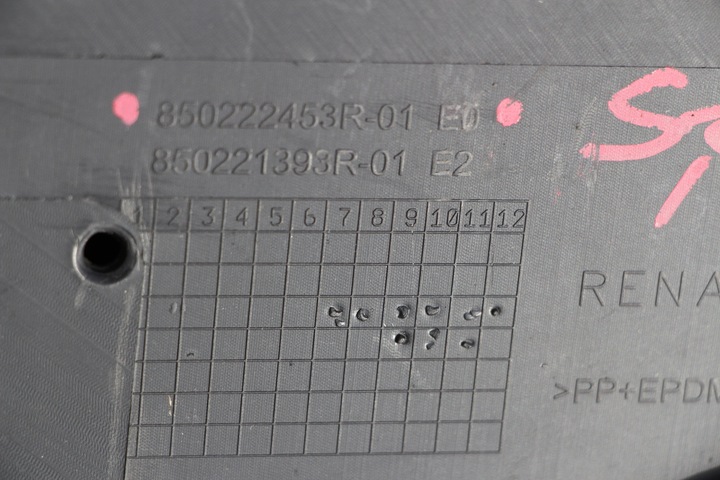 850222453R-01 E0
850221393R-01 E2
1 2 3 4 5 6 7 8 9 10 11 12
RENA
>PP+EPDM